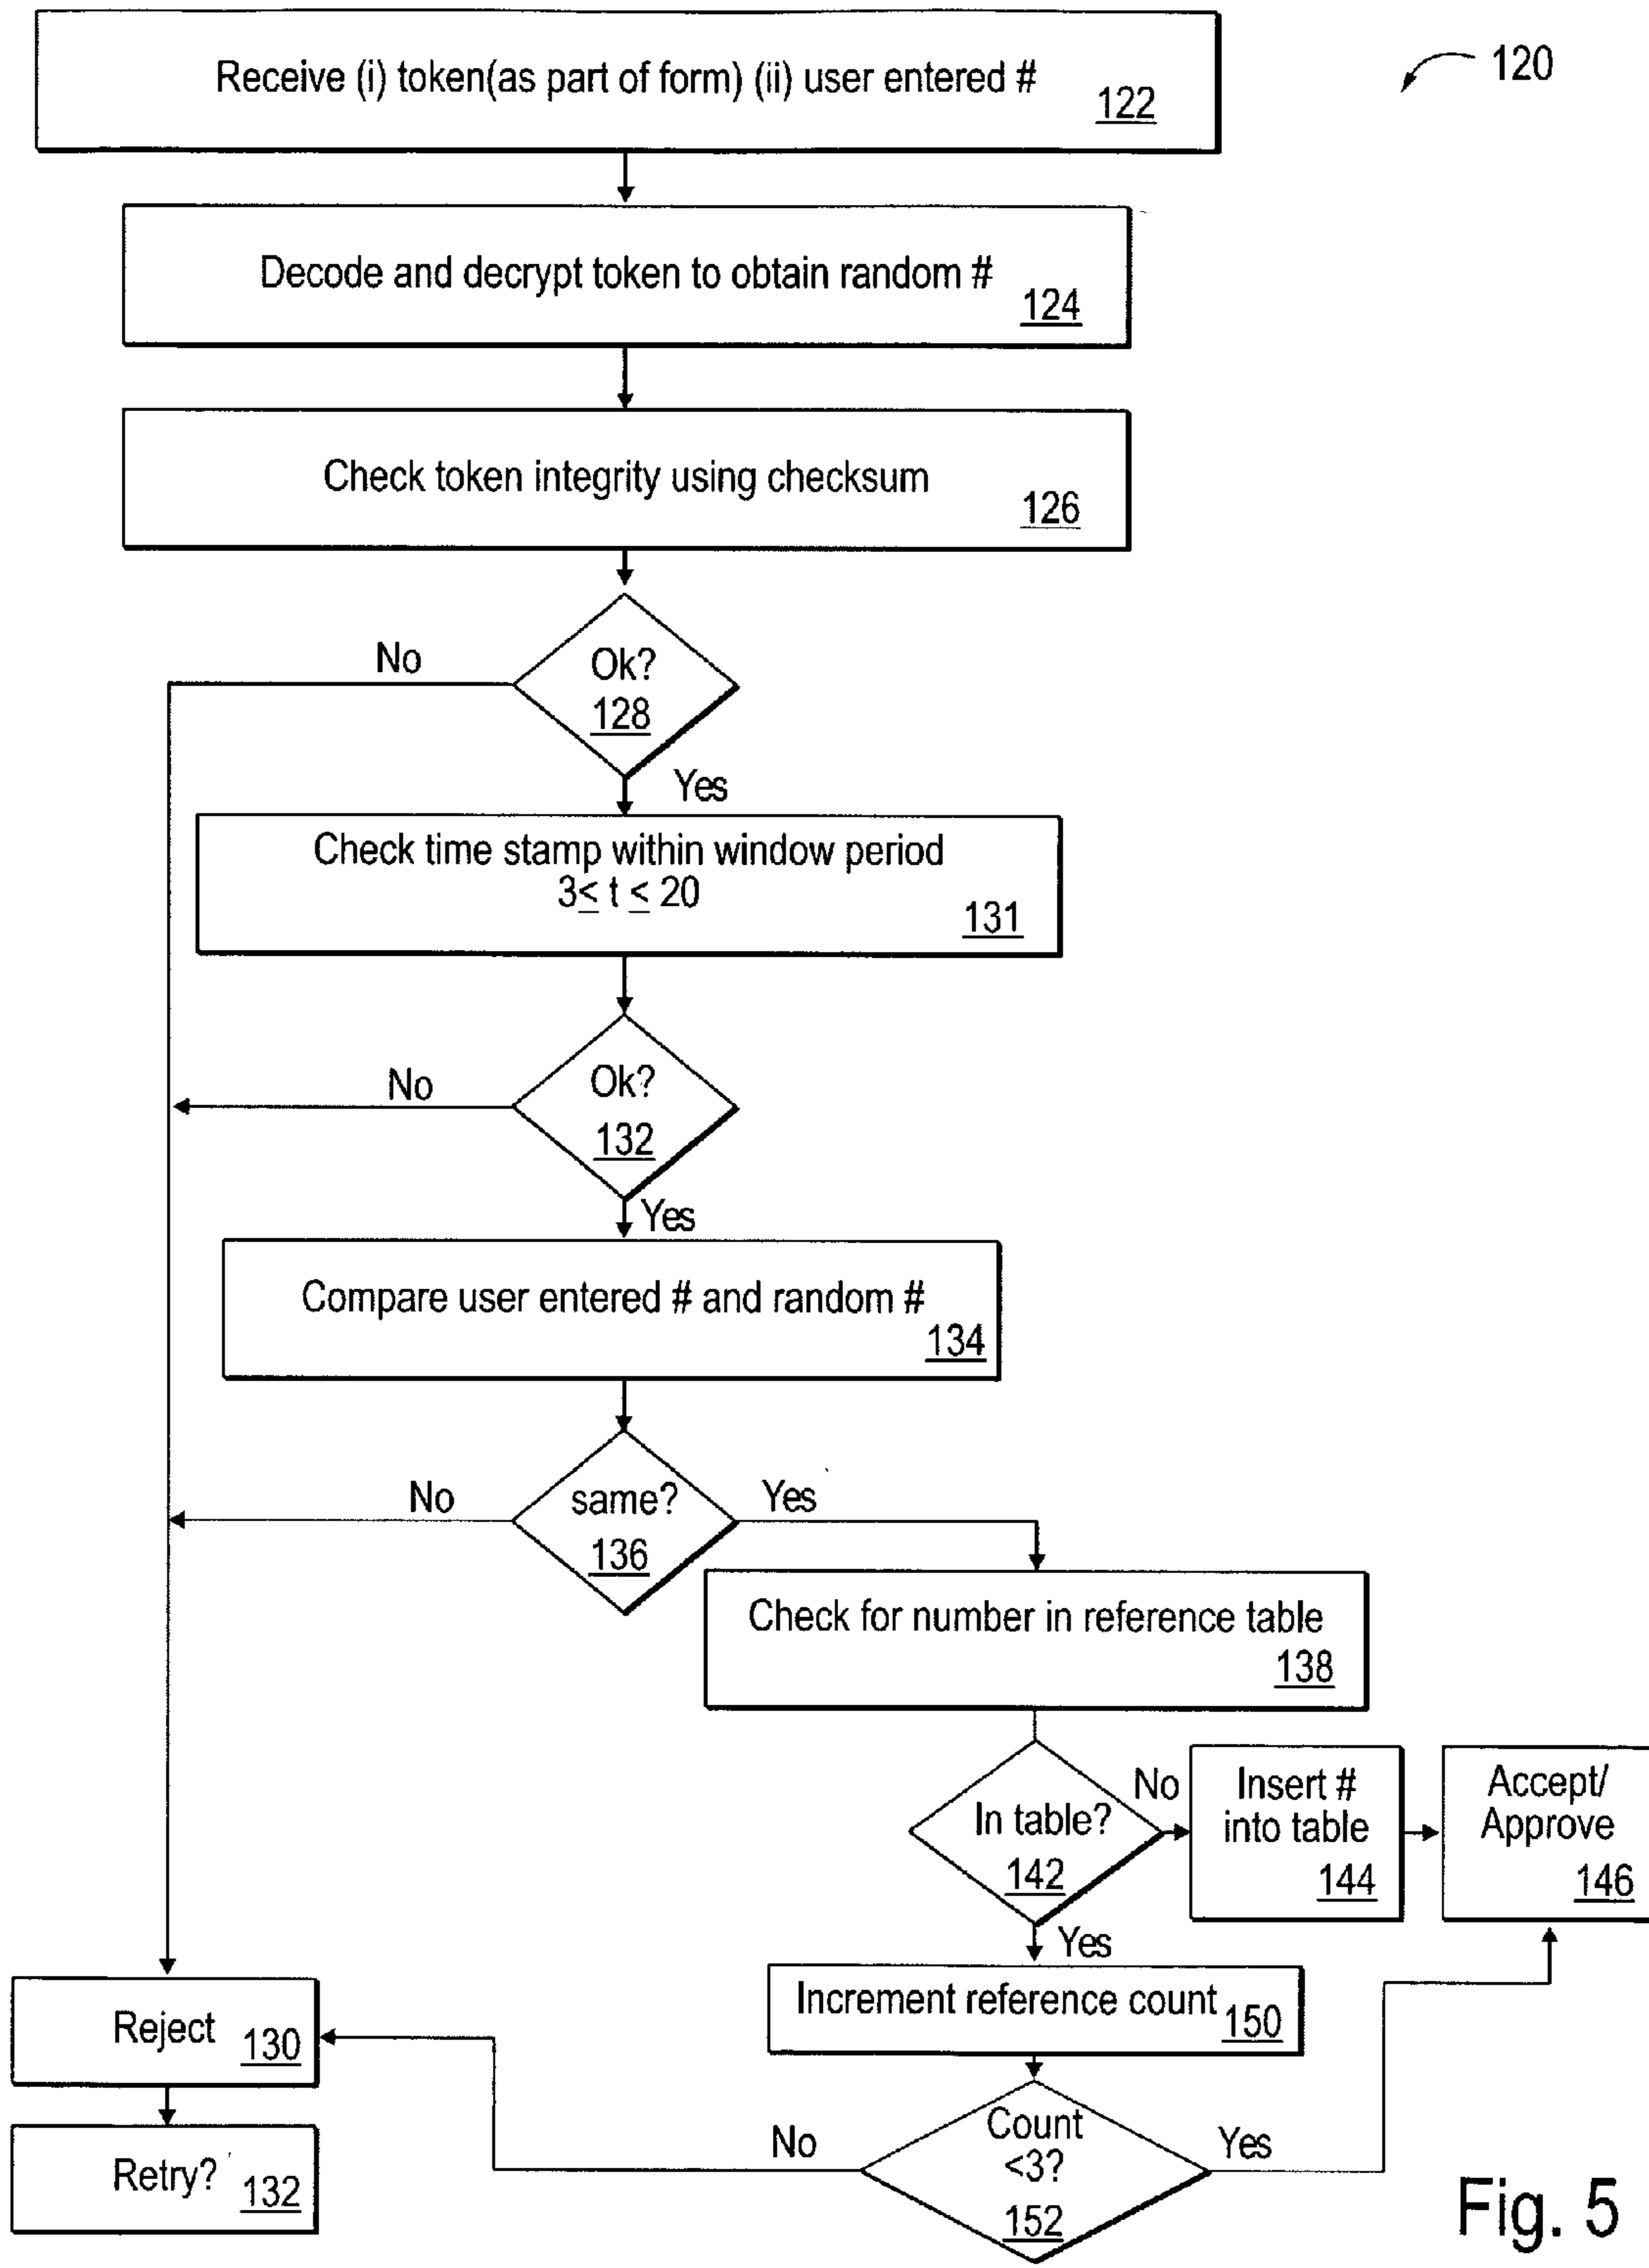 120
Receive (i) token(as part of form) (ii) user entered #
122
Decode and decrypt token to obtain random #
124
Check token integrity using checksum
126
No
Ok?
128
Yes
Check time stamp within window period
3≤ t ≤ 20
131
No
Ok?
132
Yes
Compare user entered # and random #
134
No
same?
Yes
136
Check for number in reference table
138
In table?
142
No
Insert #
into table
144
Accept/
Approve
146
Yes
Increment reference count
150
Reject
130
Retry?
132
No
Count
<3?
Yes
152
Fig. 5